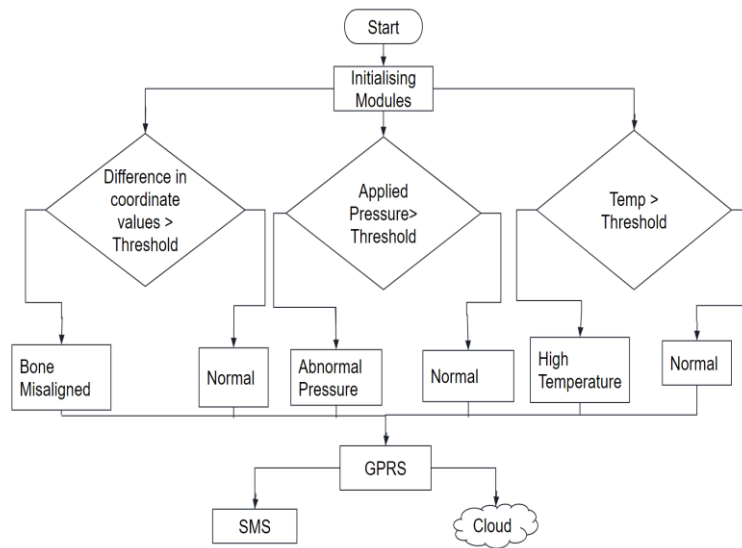 Start
Initialising
Modules
Difference in
coordinate
values >
Threshold
Applied
Pressure>
Threshold
Temp >
Threshold
Bone
Misaligned
Normal
Abnormal
Pressure
Normal
High
Temperature
Normal
GPRS
SMS
Cloud